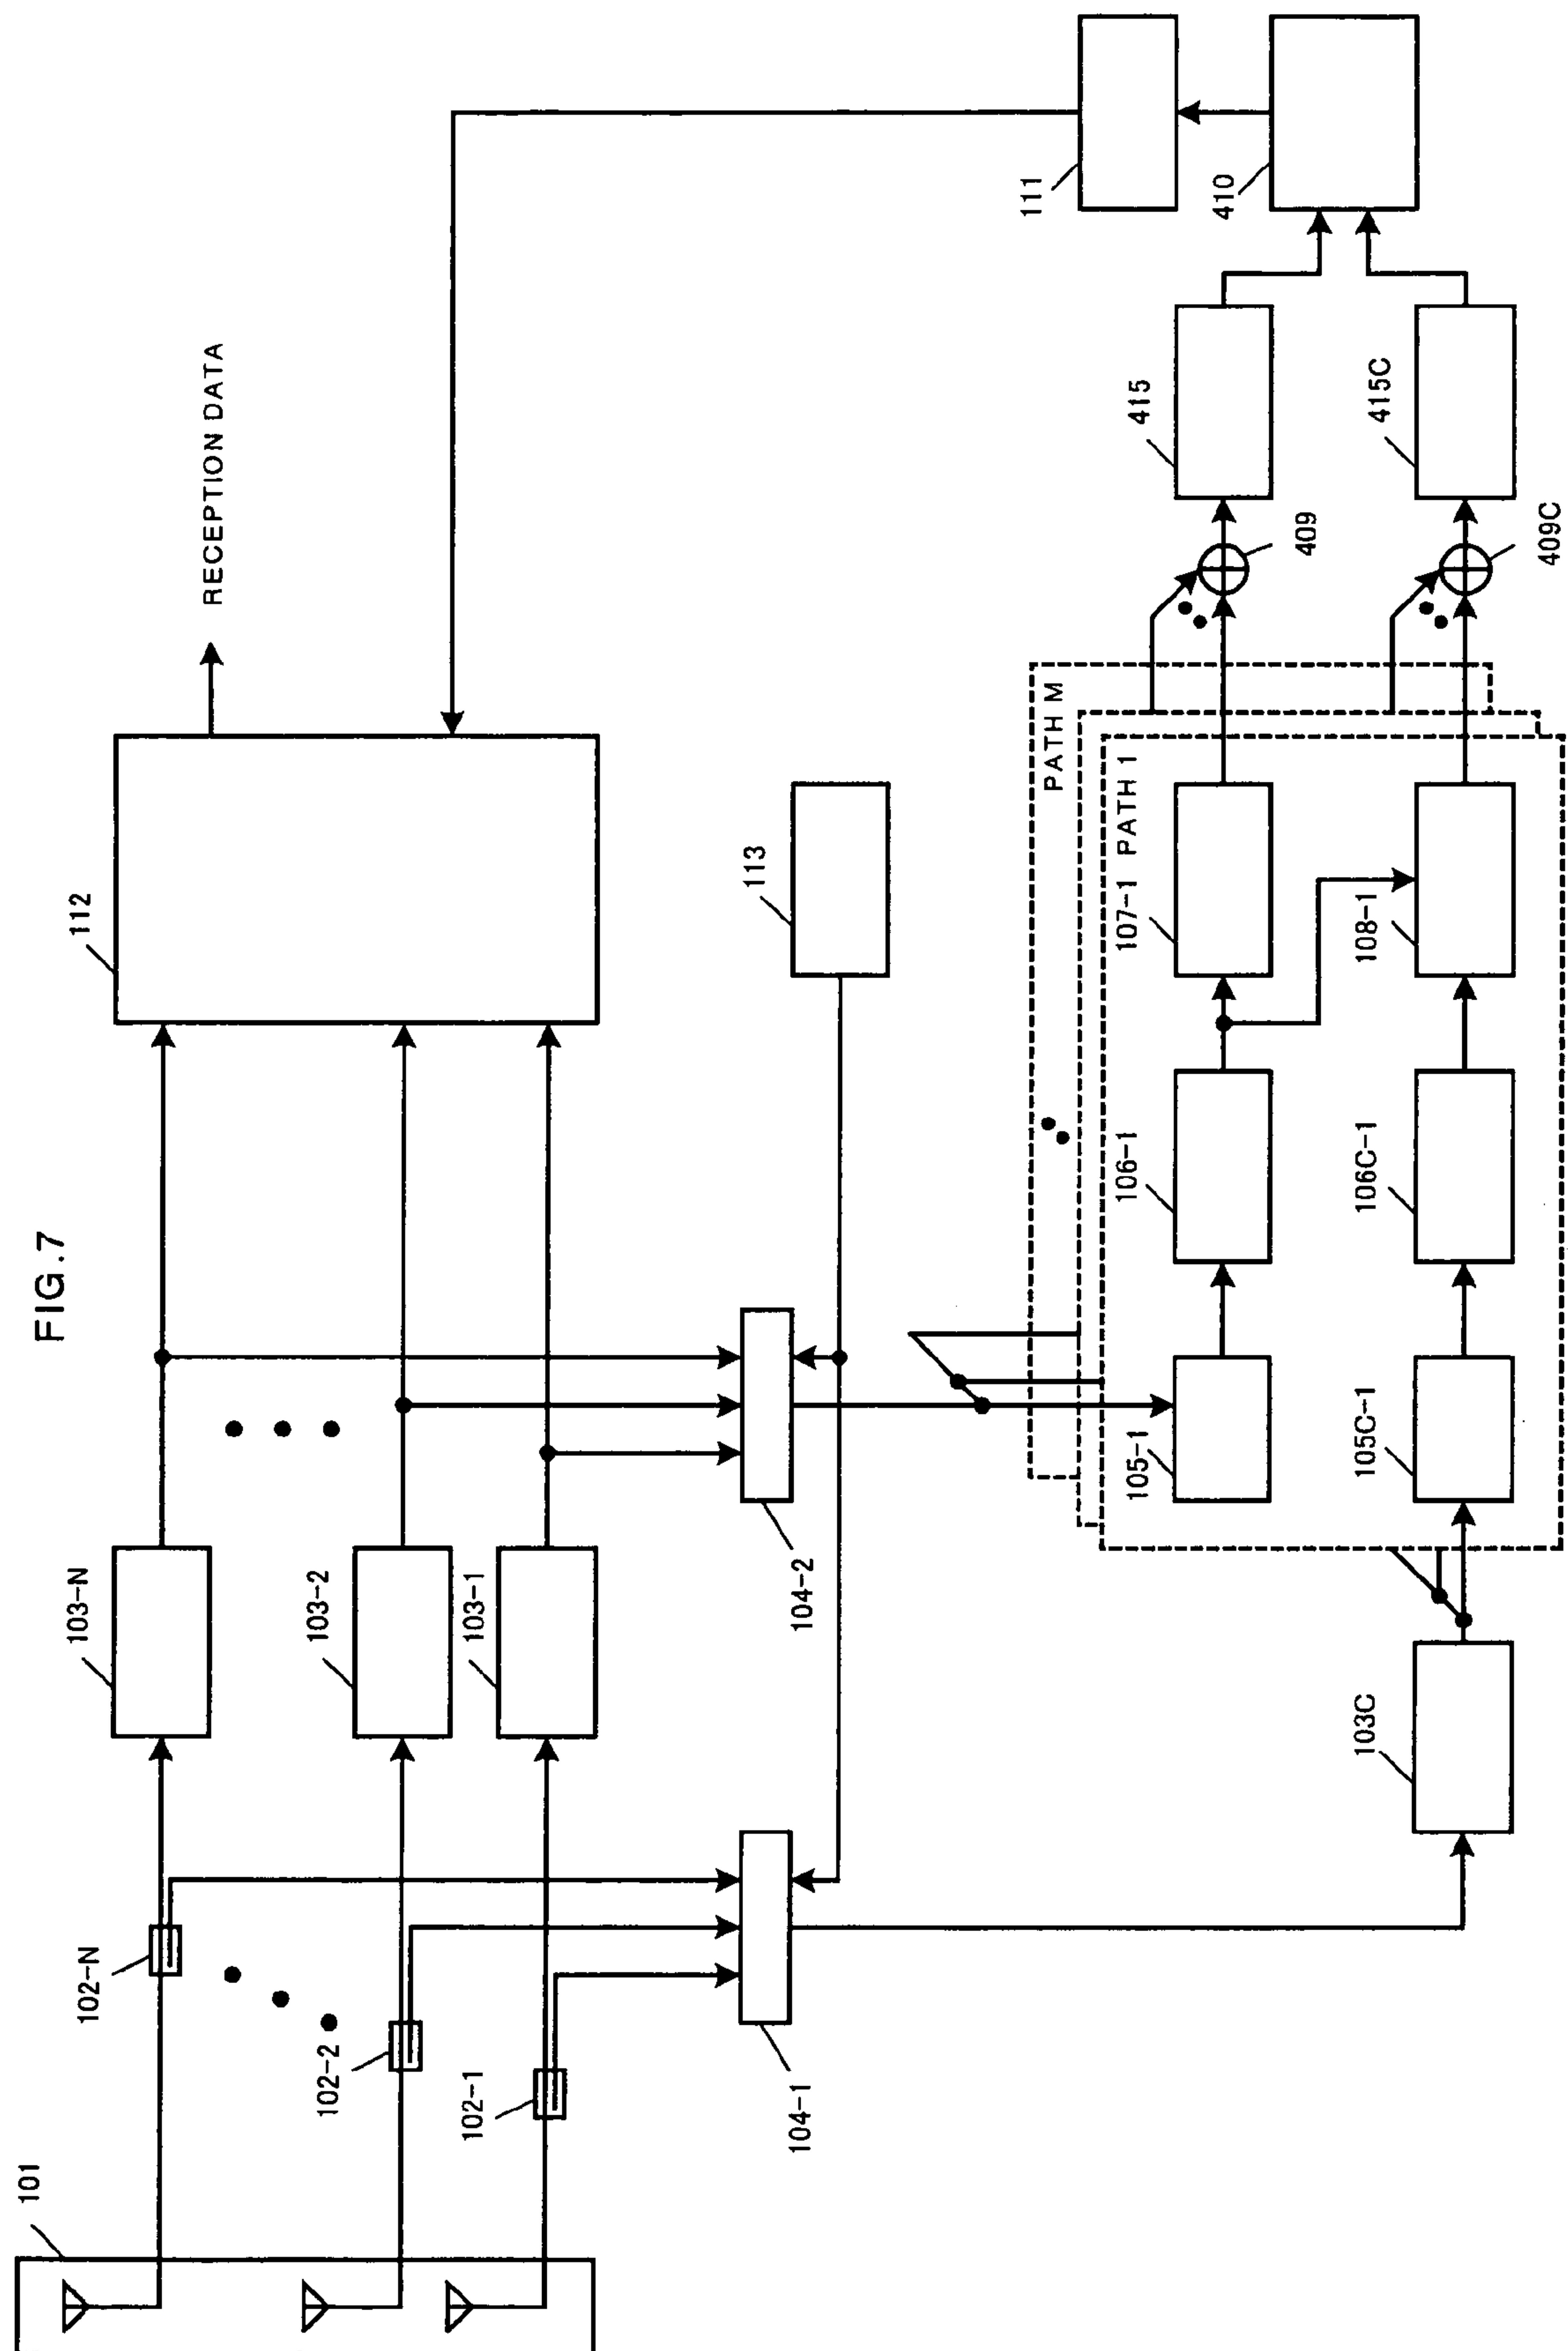 FIG.7
101
102-N
102-2
102-1
103-N
103-2
103-1
104-1
104-2
112
RECEPTION DATA
113
103C
105-1
105C-1
106-1
106C-1
107-1
PATH 1
108-1
PATH M
409
409C
415
415C
111
410